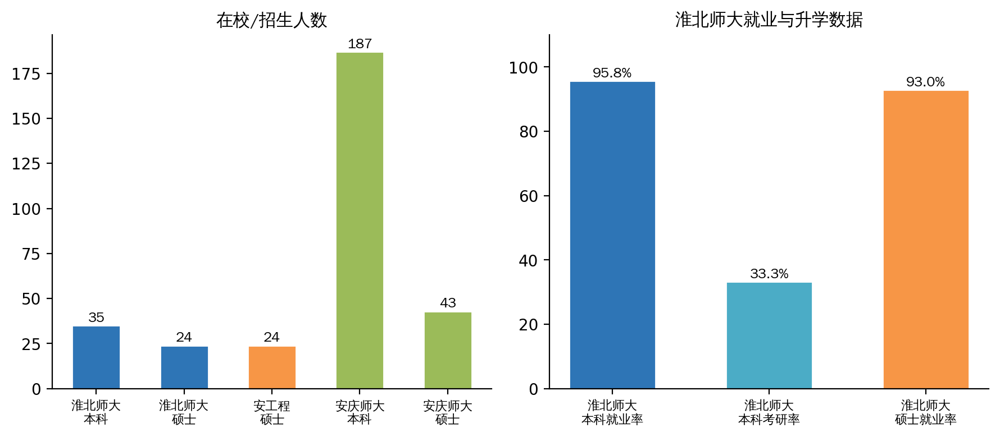 在校/招生人数
187
175
150
125
100
75
50
43
35
25
24
24
0
淮北师大
本科
淮北师大
硕士
安工程
硕士
安庆师大
本科
安庆师大
硕士
淮北师大就业与升学数据
100
95.8%
93.0%
80
60
40
33.3%
20
0
淮北师大
本科就业率
淮北师大
本科考研率
淮北师大
硕士就业率